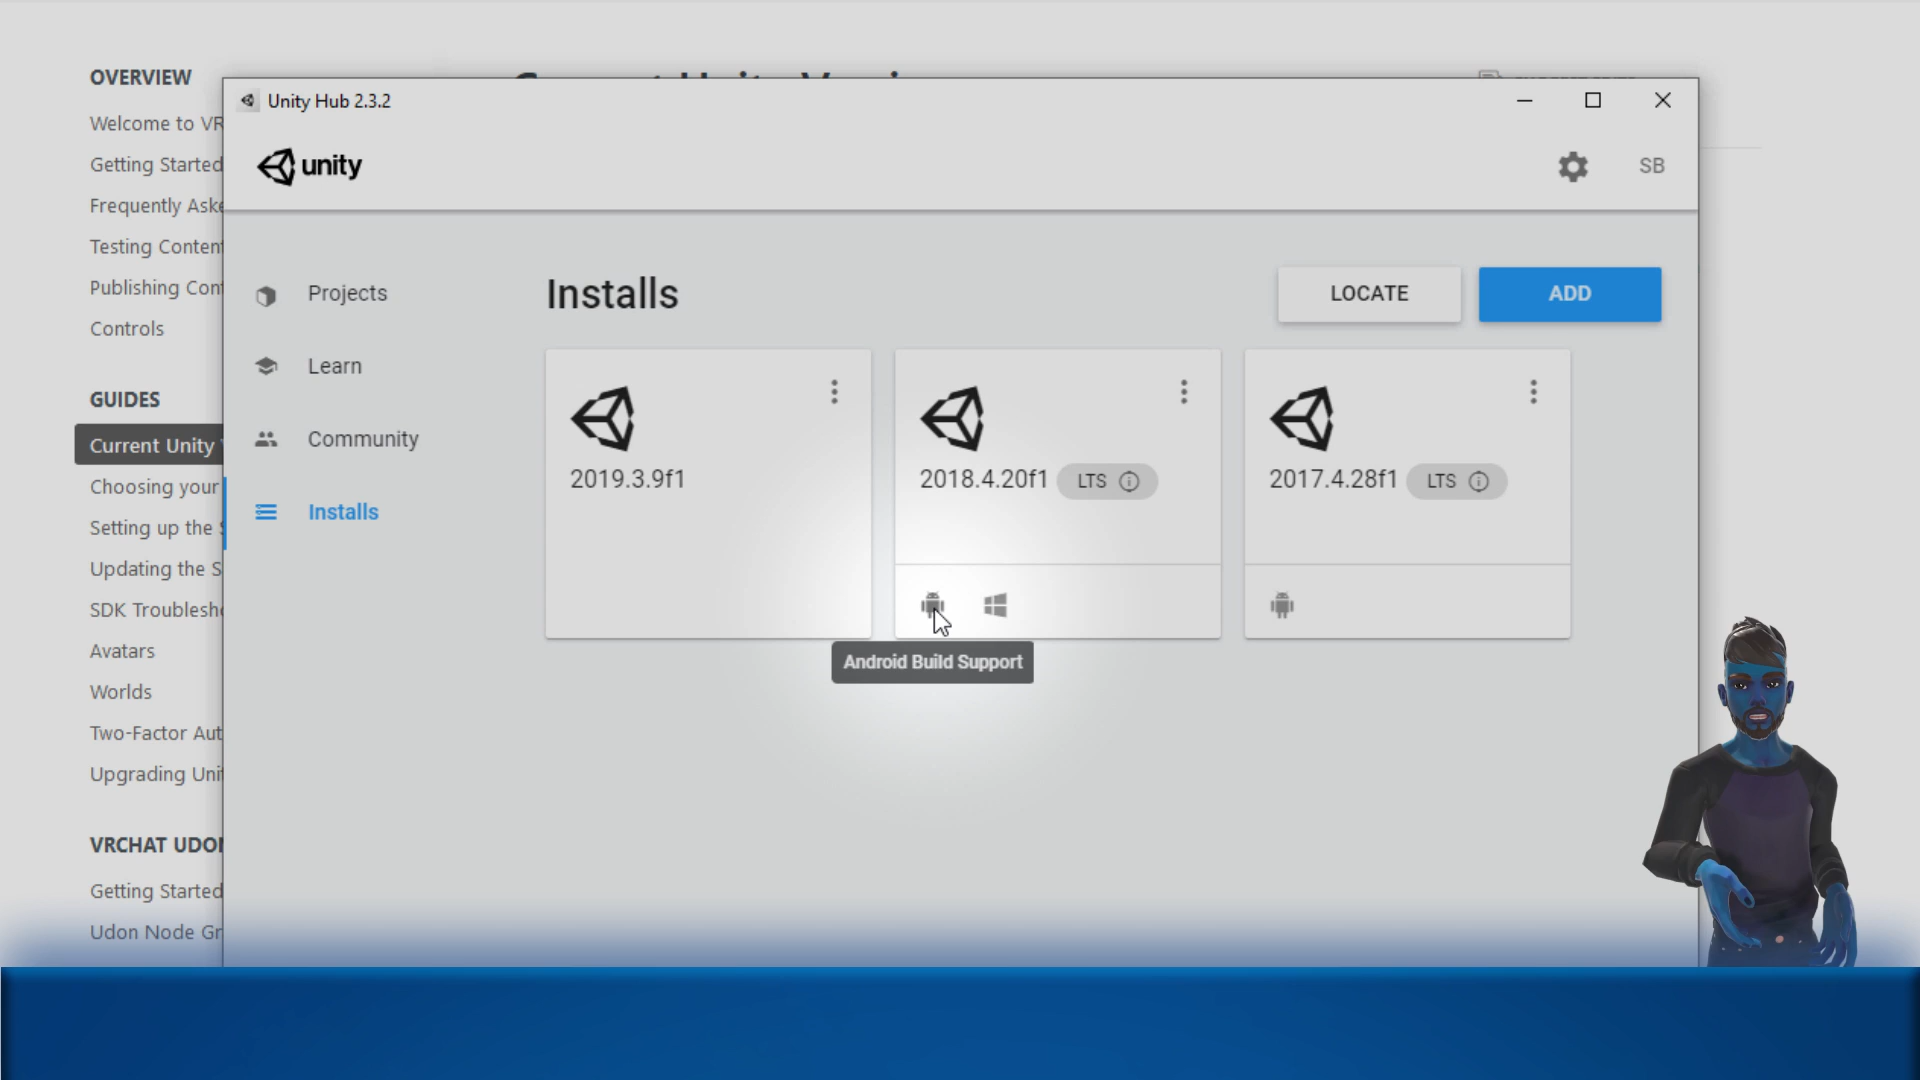 OVERVIEW
Welcome to VR
Getting Started
Frequently Aske
Testing Conten
Publishing Con
Controls
GUIDES
Current Unity
Choosing your
Setting up the
Updating the S
SDK Troublesh
Avatars
Worlds
Two-Factor Aut
Upgrading Uni
VRCHAT UDO
Getting Started
Udon Node Gr
Unity Hub 2.3.2
unity
SB
Projects
Learn
Community
Installs
Installs
LOCATE
ADD
2019.3.9f1
2018.4.20f1 LTS
2017.4.28f1 LTS
Android Build Support